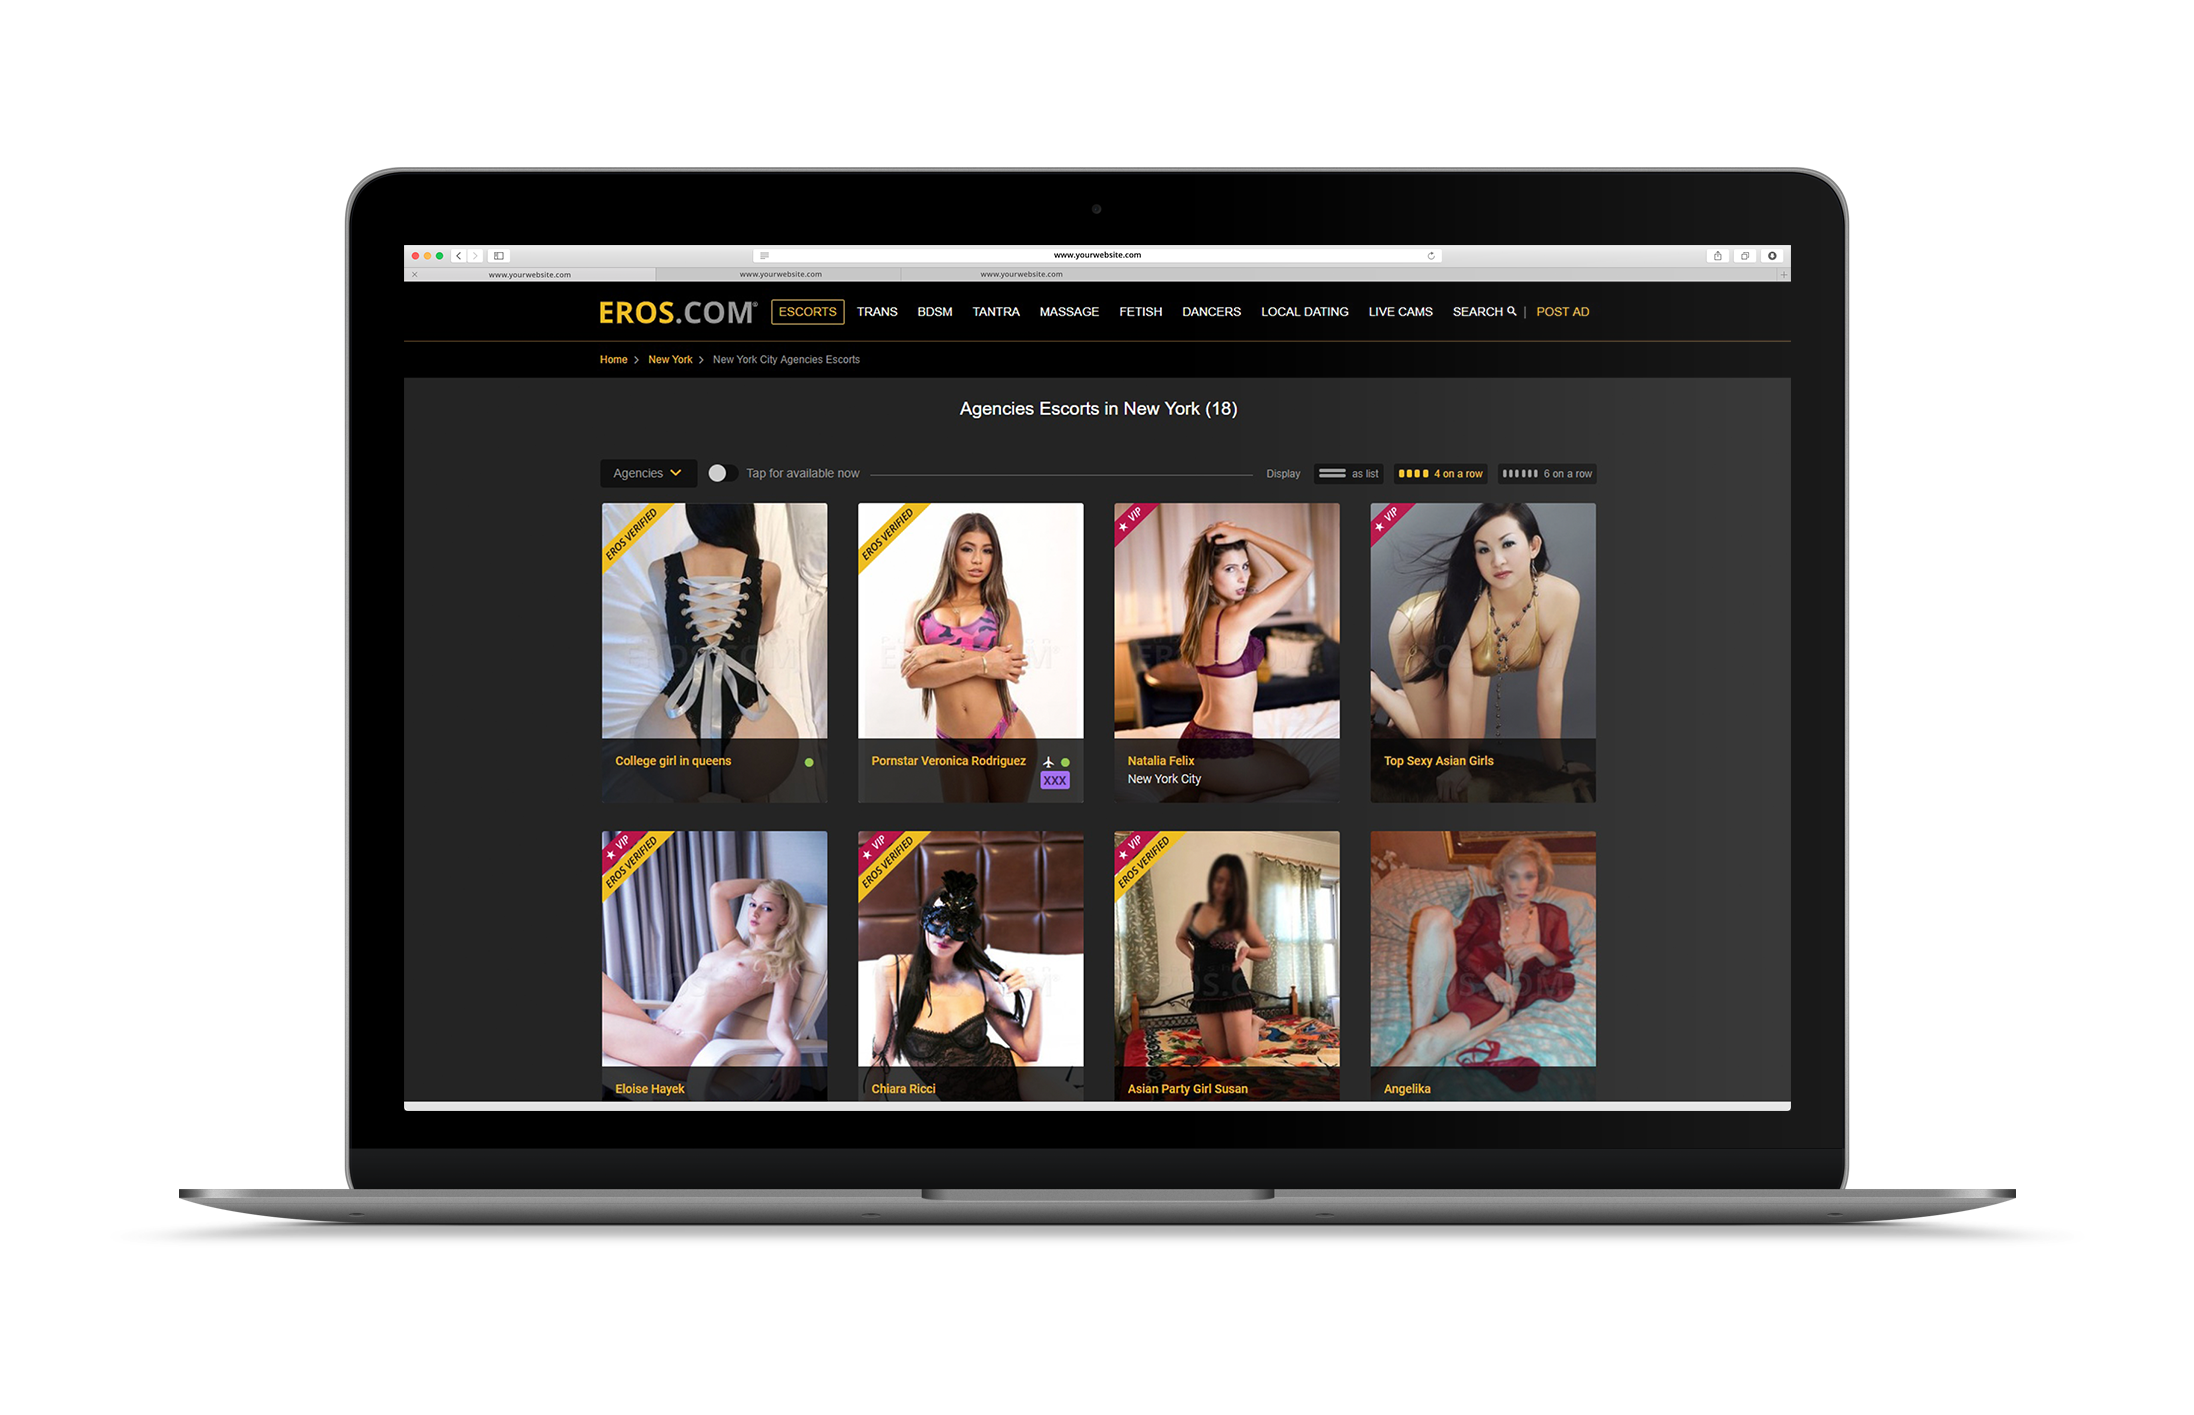 www.yourwebsite.com
www.yourwebsite.com www.yourwebsite.com www.yourwebsite.com
EROS.COM® ESCORTS TRANS BDSM TANTRA MASSAGE FETISH DANCERS LOCAL DATING LIVE CAMS SEARCH | POST AD
Home > New York > New York City Agencies Escorts
Agencies Escorts in New York (18)
Agencies Tap for available now Display as list 4 on a row 6 on a row
EROS VERIFIED
EROS VERIFIED
VIP
VIP
EROS.COM
College girl in queens
Pornstar Veronica Rodriguez
XXX
Natalia Felix
New York City
Top Sexy Asian Girls
VIP
EROS VERIFIED
VIP
EROS VERIFIED
VIP
EROS VERIFIED
EROS.COM
Eloise Hayek
Chiara Ricci
Asian Party Girl Susan
Angelika